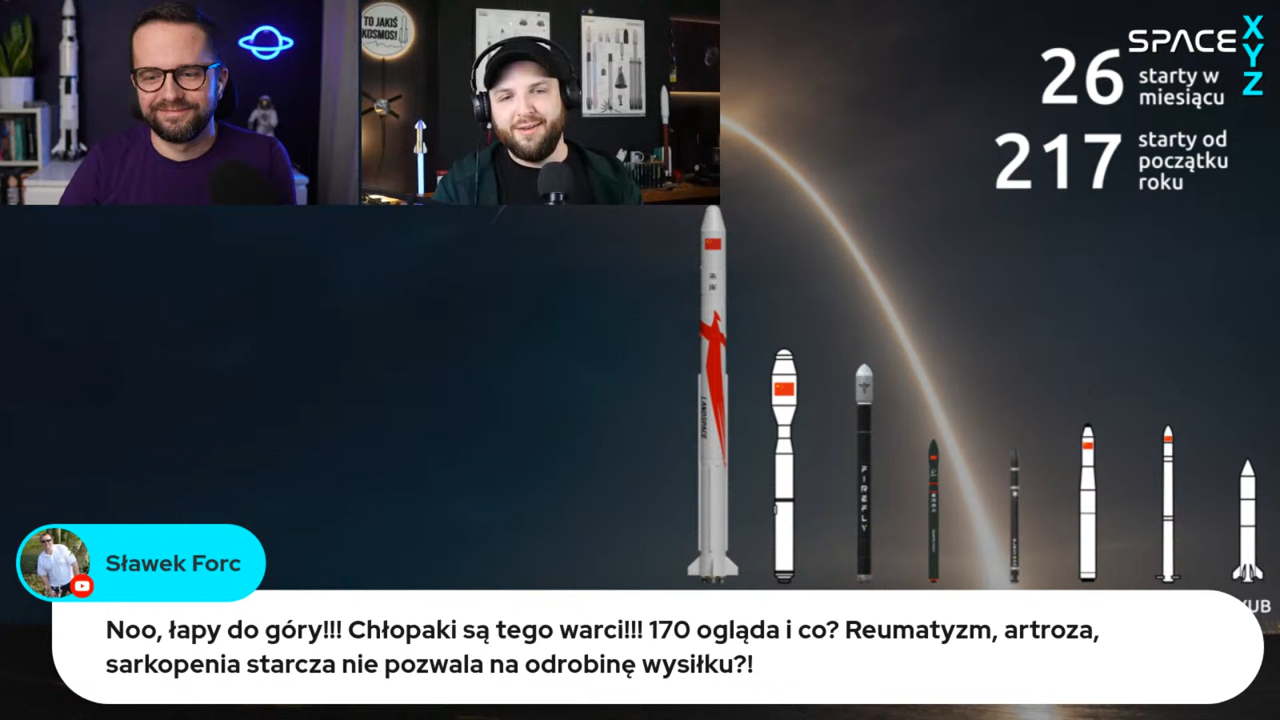 TO JAKIŚ
KOSMOS!
SPACE XYZ
26 starty w
miesiącu
217 starty od
początku
roku
LANDSPACE
FIREFLY
Sławek Forc
Noo, łapy do góry!!! Chłopaki są tego warci!!! 170 ogląda i co? Reumatyzm, artroza,
sarkopenia starcza nie pozwala na odrobinę wysiłku?!